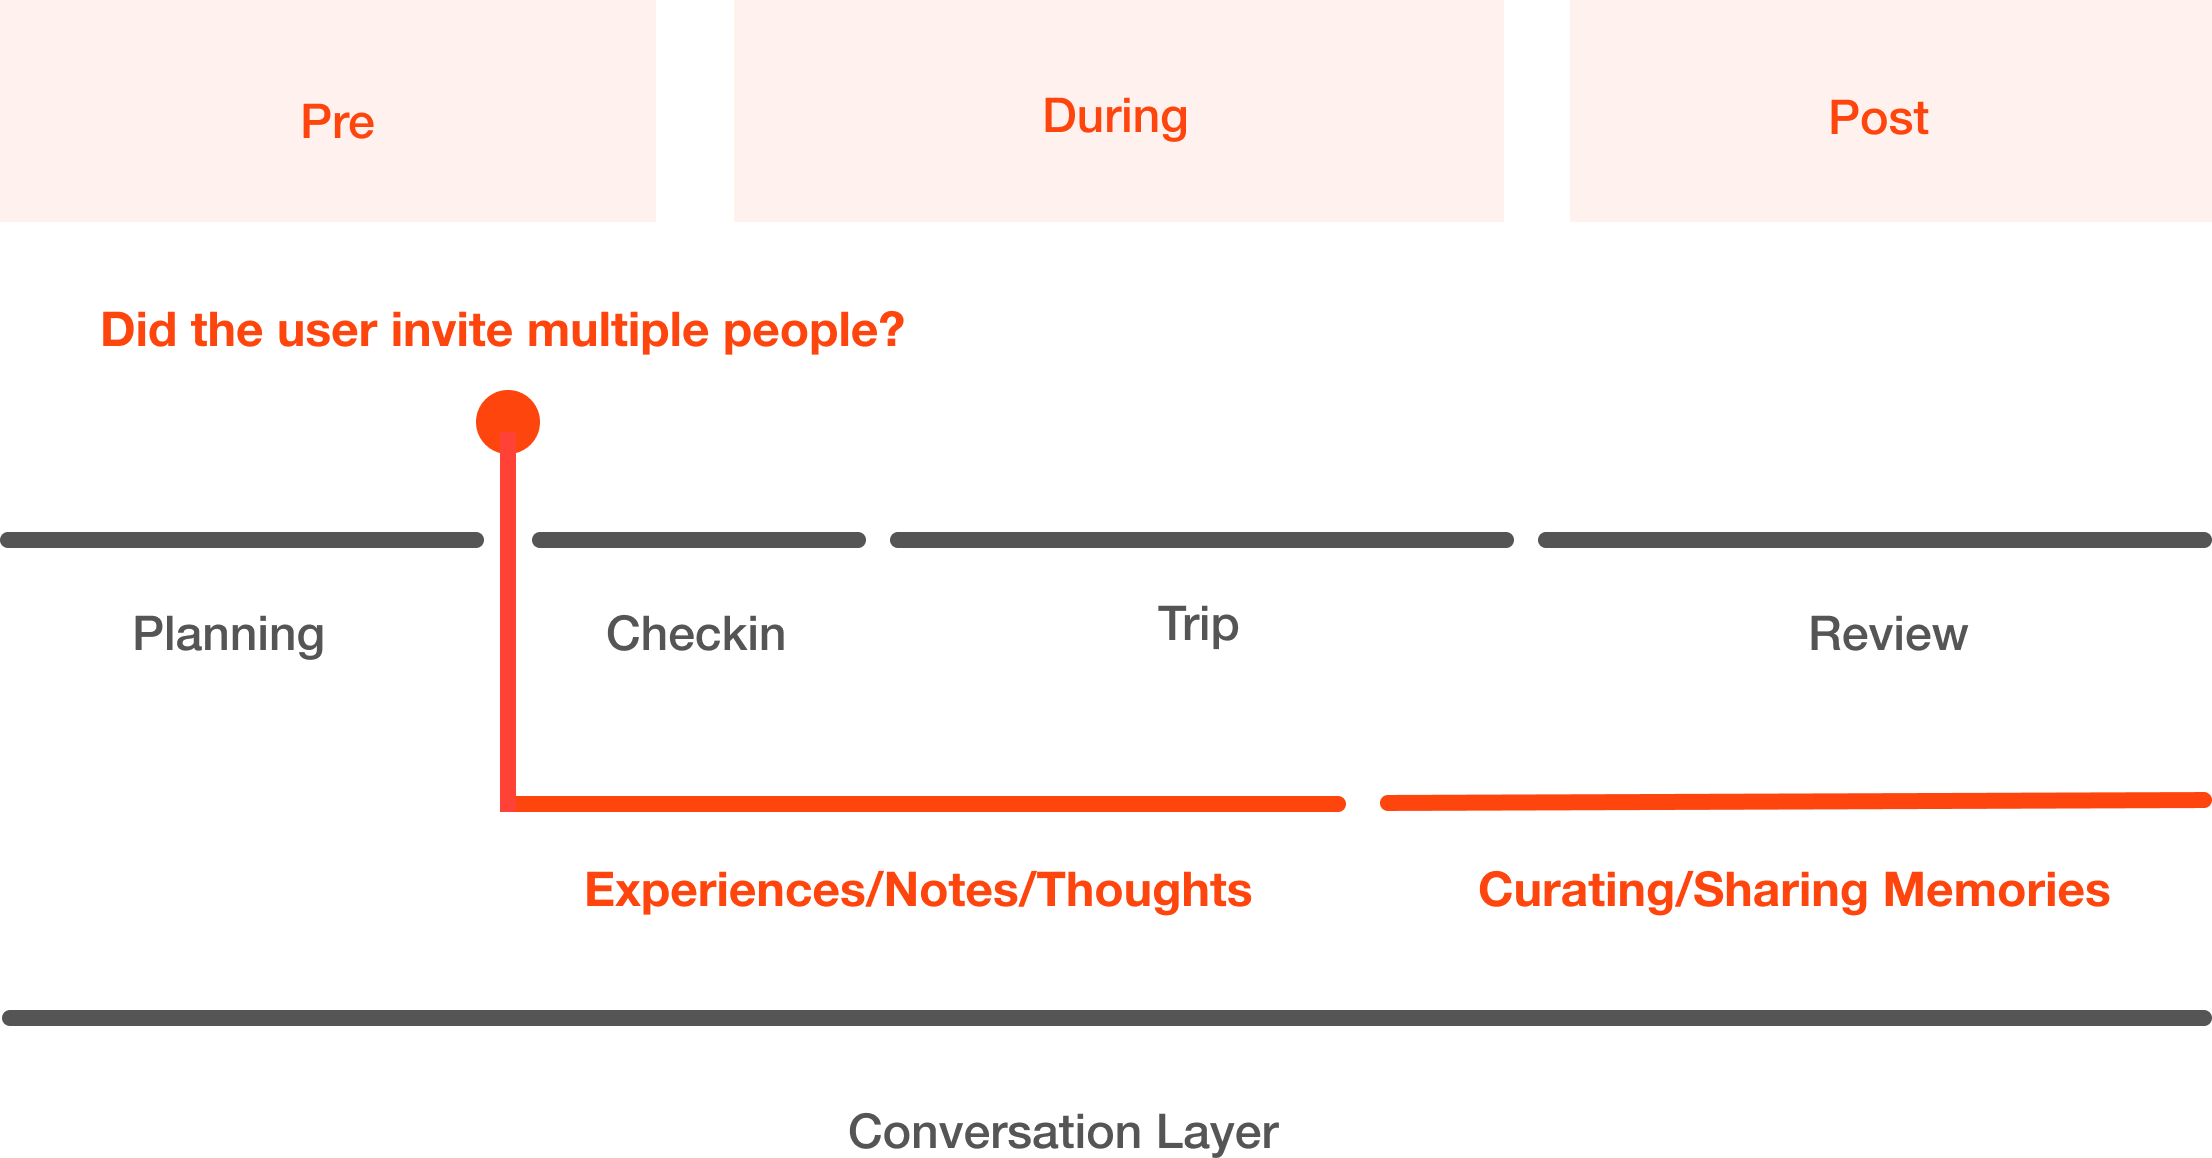 Pre
During
Post
Did the user invite multiple people?
Planning
Checkin
Trip
Review
Experiences/Notes/Thoughts
Curating/Sharing Memories
Conversation Layer